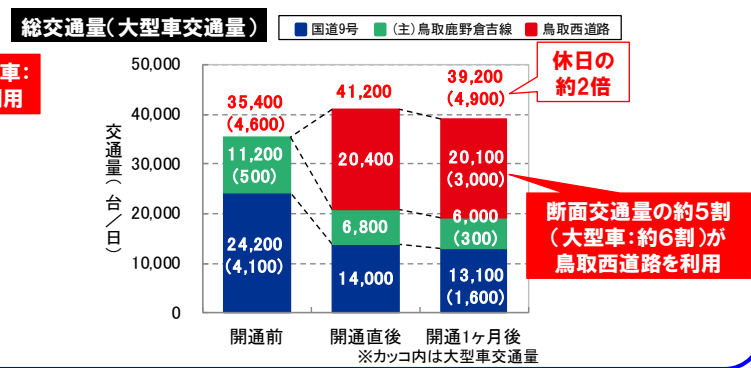 総交通量(大型車交通量)
国道9号
(主)鳥取鹿野倉吉線
鳥取西道路
車:
用
休日の
約2倍
交通量(台/日)
50,000
40,000
30,000
20,000
10,000
0
35,400
(4,600)
11,200
(500)
24,200
(4,100)
41,200
20,400
6,800
14,000
39,200
(4,900)
20,100
(3,000)
6,000
(300)
13,100
(1,600)
断面交通量の約5割
(大型車:約6割)が
鳥取西道路を利用
開通前
開通直後
開通1ヶ月後
※カッコ内は大型車交通量